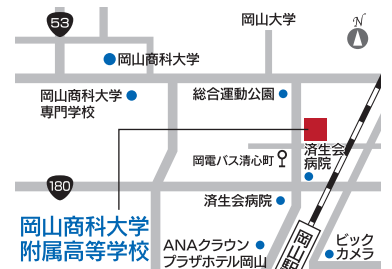 53
岡山大学
N
岡山商科大学
岡山商科大学
専門学校
総合運動公園
岡電バス清心町
済生会
病院
180
済生会病院
岡山商科大学
附属高等学校
ANAクラウン
プラザホテル岡山
岡山駅
ビック
カメラ